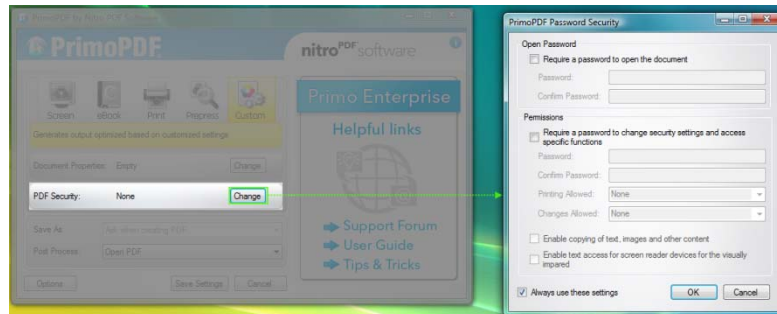 PrimoPDF by Nitro PDF Software
PrimoPDF
nitroPDF software
Screen
eBook
Print
Prepress
Custom
Generates output optimized based on customized settings
Document Properties: Empty
Change
PDF Security: None
Change
Save As:
Ask when creating PDF
Post Process: Open PDF
Options
Save Settings
Cancel
Primo Enterprise
Helpful links
Support Forum
User Guide
Tips & Tricks
PrimoPDF Password Security
Open Password
Require a password to open the document
Password:
Confirm Password:
Permissions
Require a password to change security settings and access
specific functions
Password:
Confirm Password:
Printing Allowed: None
Changes Allowed: None
Enable copying of text, images and other content
Enable text access for screen reader devices for the visually
impared
Always use these settings
OK
Cancel